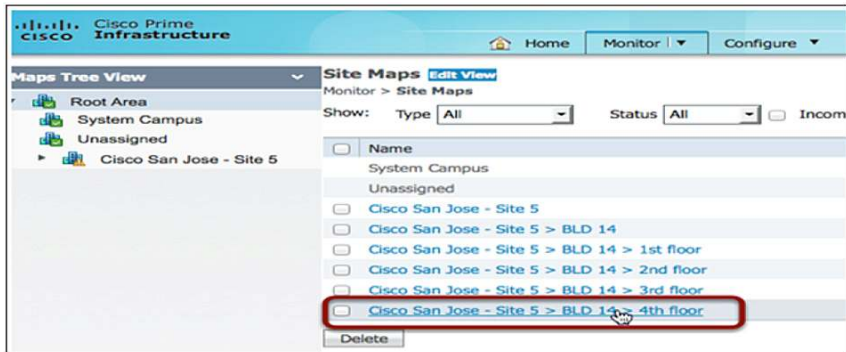 Cisco Prime
CISCO Infrastructure
Home
Monitor
Configure
Maps Tree View
Root Area
System Campus
Unassigned
Cisco San Jose - Site 5
Site Maps Edit View
Monitor > Site Maps
Show: Type All Status All Incom
Name
System Campus
Unassigned
Cisco San Jose - Site 5
Cisco San Jose - Site 5 > BLD 14
Cisco San Jose - Site 5 > BLD 14 > 1st floor
Cisco San Jose - Site 5 > BLD 14 > 2nd floor
Cisco San Jose - Site 5 > BLD 14 > 3rd floor
Cisco San Jose - Site 5 > BLD 14 > 4th floor
Delete